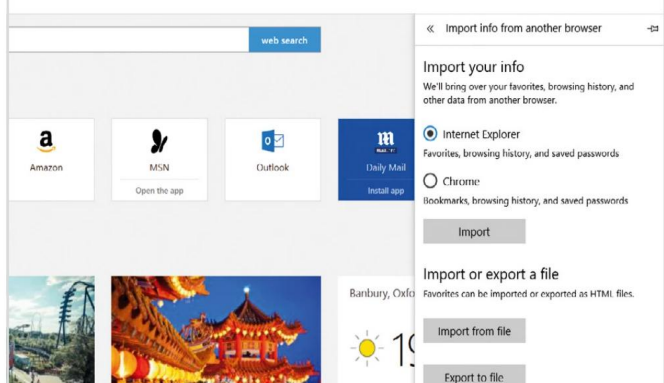 « Import info from another browser
web search
Import your info
We'll bring over your favorites, browsing history, and
other data from another browser.
Internet Explorer
Favorites, browsing history, and saved passwords
Chrome
Bookmarks, browsing history, and saved passwords
Import
a
Amazon
MSN
Open the app
Outlook
Daily Mail
Install app
Import or export a file
Favorites can be imported or exported as HTML files.
Import from file
Export to file
Banbury, Oxfo
19